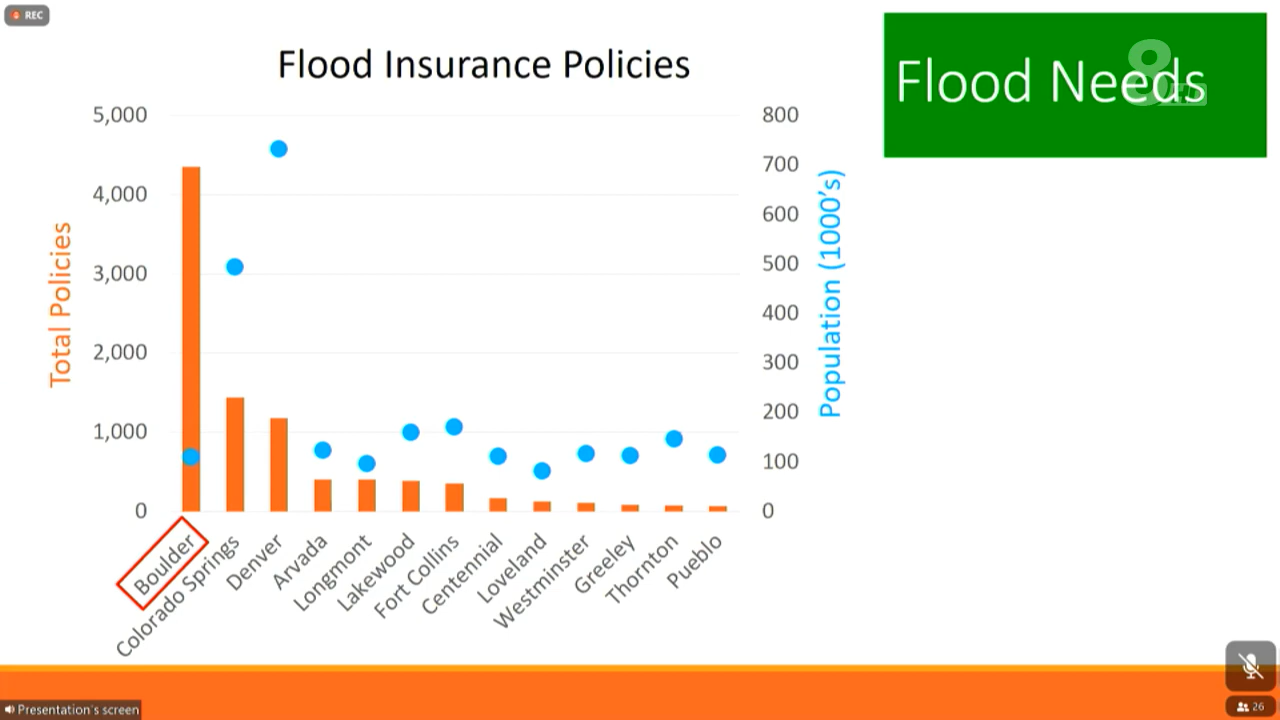 REC
Flood Insurance Policies
Flood Needs
8
HD
5,000
4,000
3,000
2,000
1,000
0
Total Policies
800
700
600
500
400
300
200
100
0
Population (1000's)
Boulder
Colorado Springs
Denver
Arvada
Longmont
Lakewood
Fort Collins
Centennial
Loveland
Westminster
Greeley
Thornton
Pueblo
Presentation's screen
26